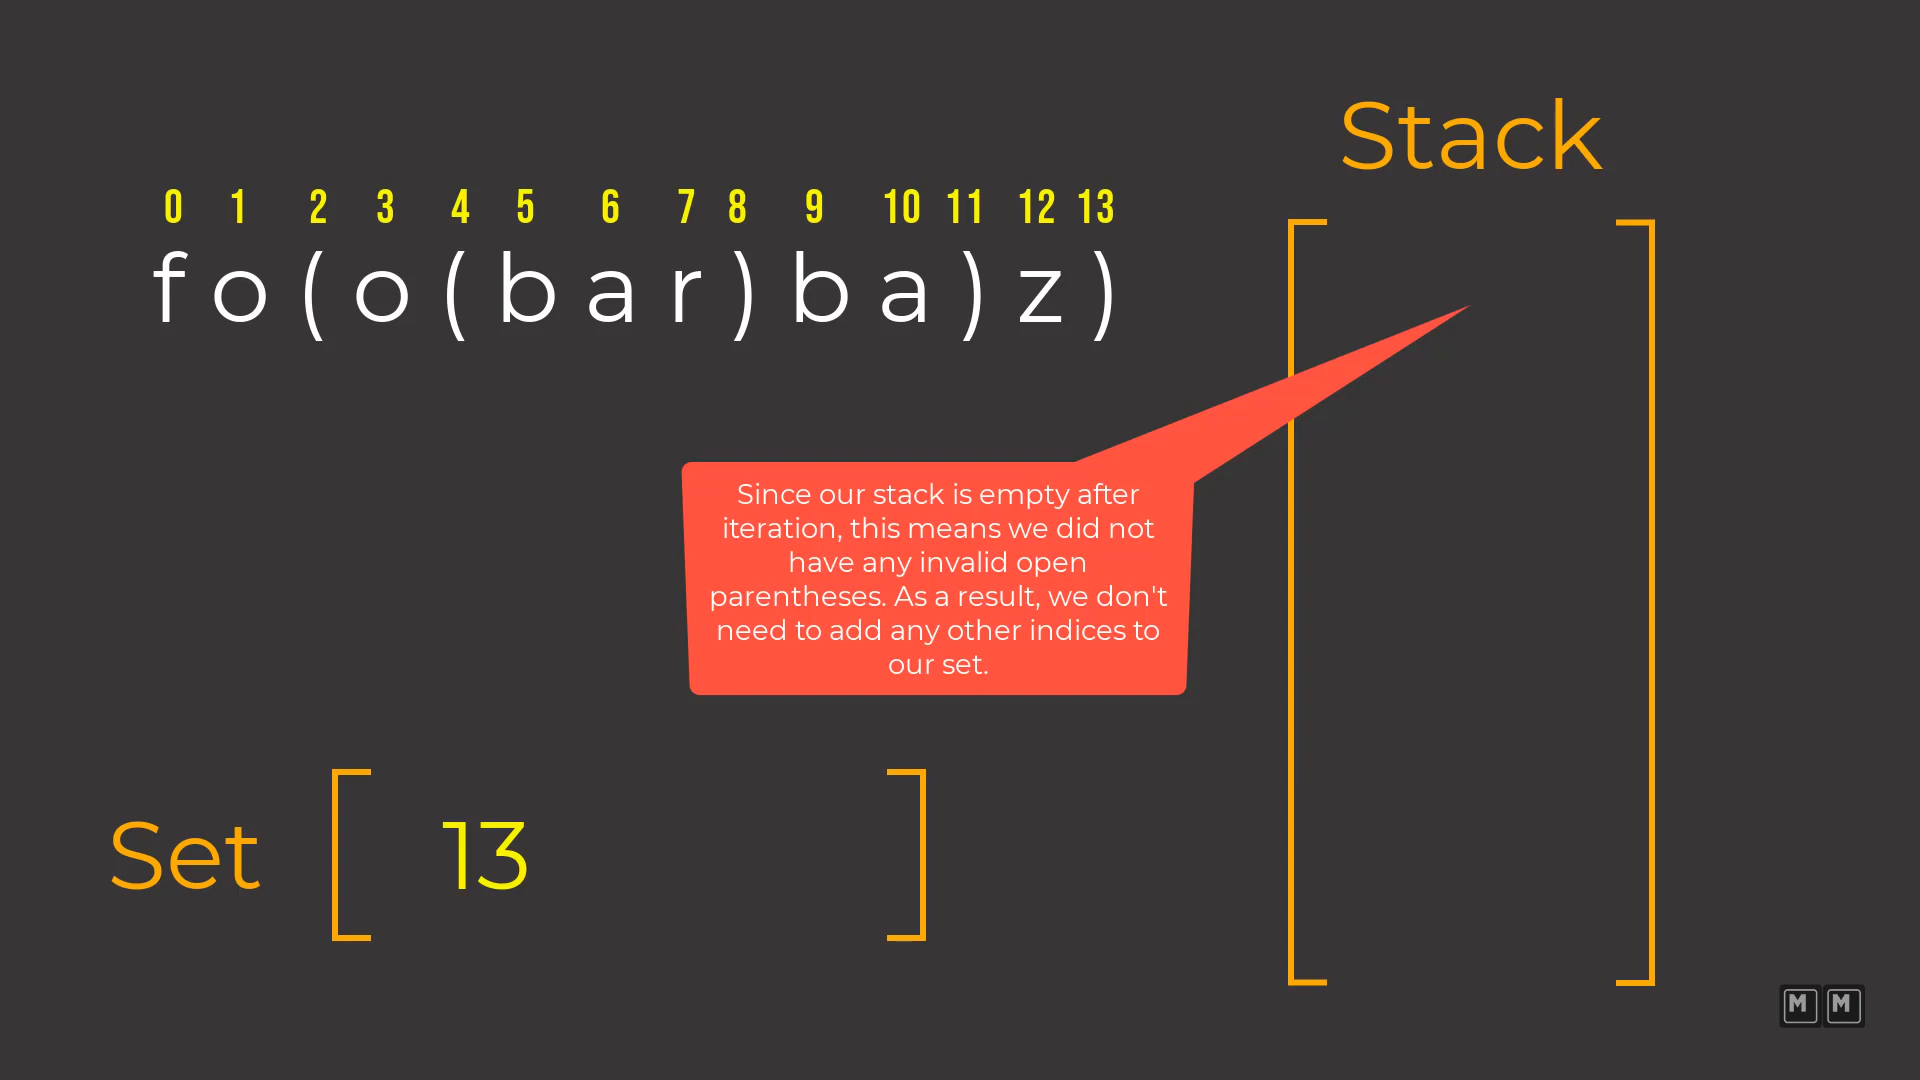 Stack
0 1 2 3 4 5 6 7 8 9 10 11 12 13
f o ( o ( b a r ) b a ) z )
Since our stack is empty after
iteration, this means we did not
have any invalid open
parentheses. As a result, we don't
need to add any other indices to
our set.
Set [ 13 ]
M M